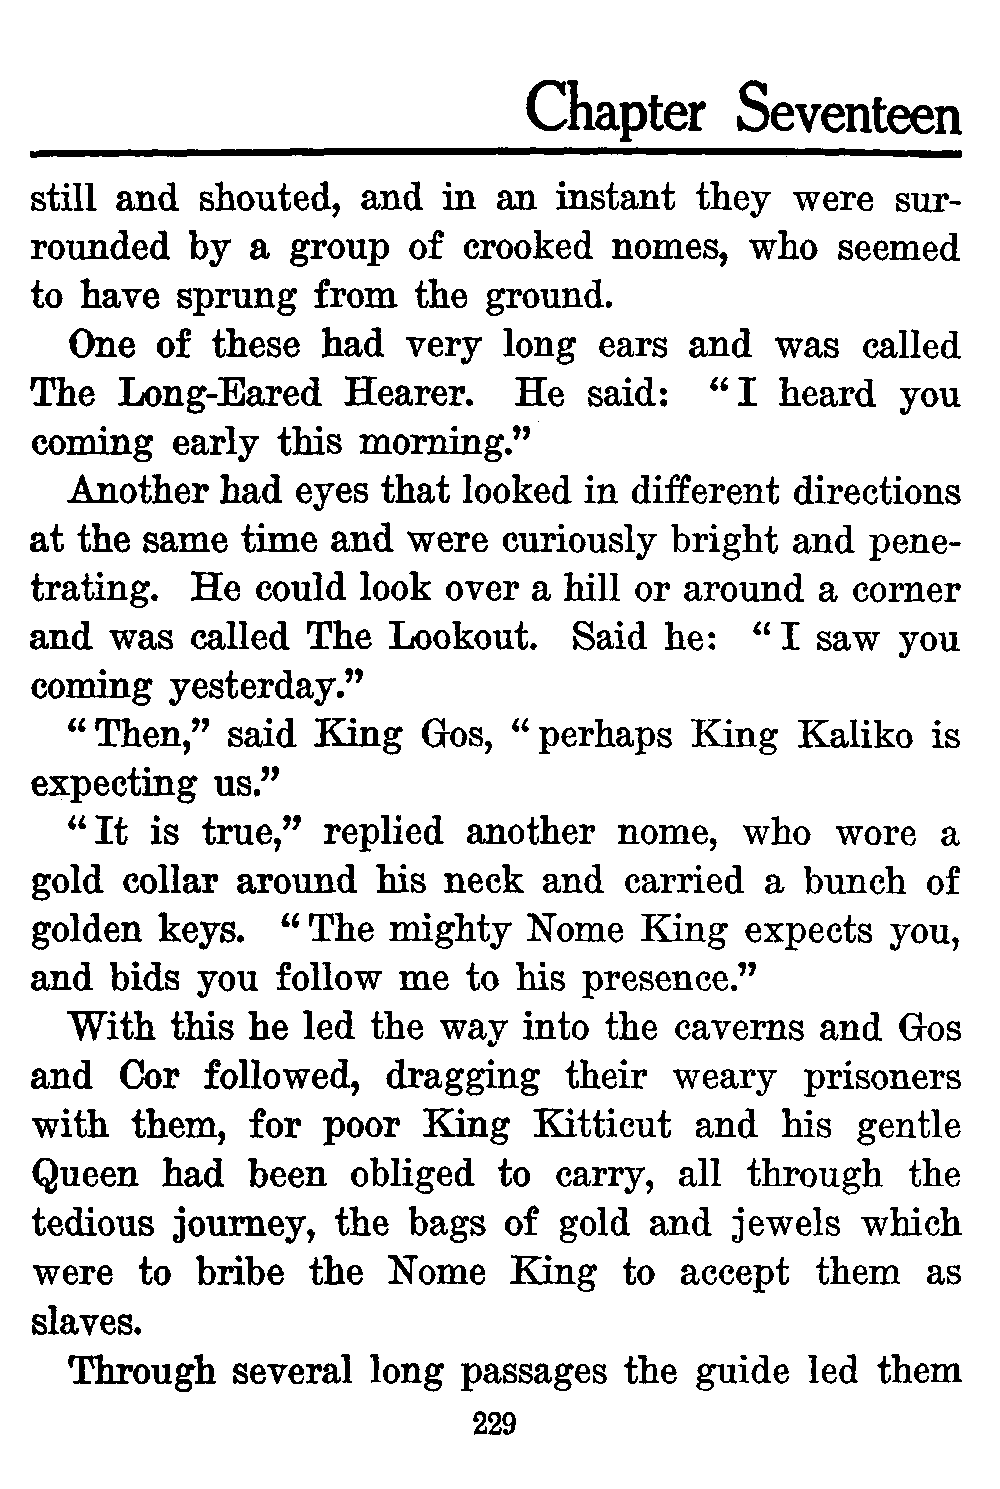 Chapter Seventeen
still and shouted, and in an instant they were sur-
rounded by a group of crooked nomes, who seemed
to have sprung from the ground.
One of these had very long ears and was called
The Long-Eared Hearer. He said: “I heard you
coming early this morning.”
Another had eyes that looked in different directions
at the same time and were curiously bright and pene-
trating. He could look over a hill or around a corner
and was called The Lookout. Said he: “I saw you
coming yesterday.”
“Then,” said King Gos, “perhaps King Kaliko is
expecting us.”
“It is true,” replied another nome, who wore a
gold collar around his neck and carried a bunch of
golden keys. “The mighty Nome King expects you,
and bids you follow me to his presence.”
With this he led the way into the caverns and Gos
and Cor followed, dragging their weary prisoners
with them, for poor King Kitticut and his gentle
Queen had been obliged to carry, all through the
tedious journey, the bags of gold and jewels which
were to bribe the Nome King to accept them as
slaves.
Through several long passages the guide led them
229